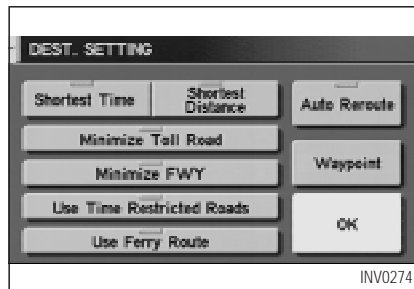 DEST. SETTING
Shortest Time
Shortest
Distance
Auto Reroute
Minimize Toll Road
Minimize FWY
Waypoint
Use Time Restricted Roads
Use Ferry Route
OK
INV0274